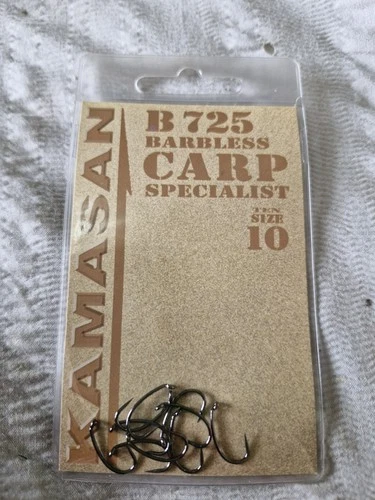 KAMASAN
B 725
BARBLESS
CARP
SPECIALIST
TEN
SIZE
10